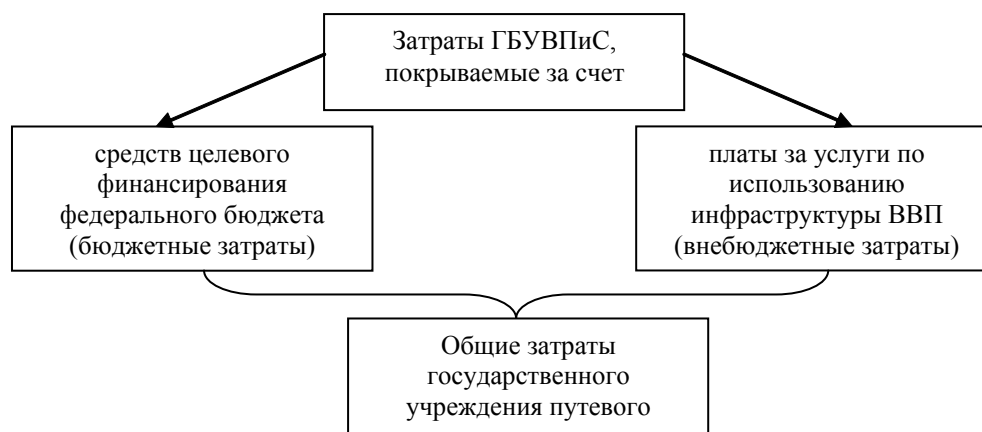 Затраты ГБУВПиС,
покрываемые за счет
средств целевого
финансирования
федерального бюджета
(бюджетные затраты)
платы за услуги по
использованию
инфраструктуры ВВП
(внебюджетные затраты)
Общие затраты
государственного
учреждения путевого